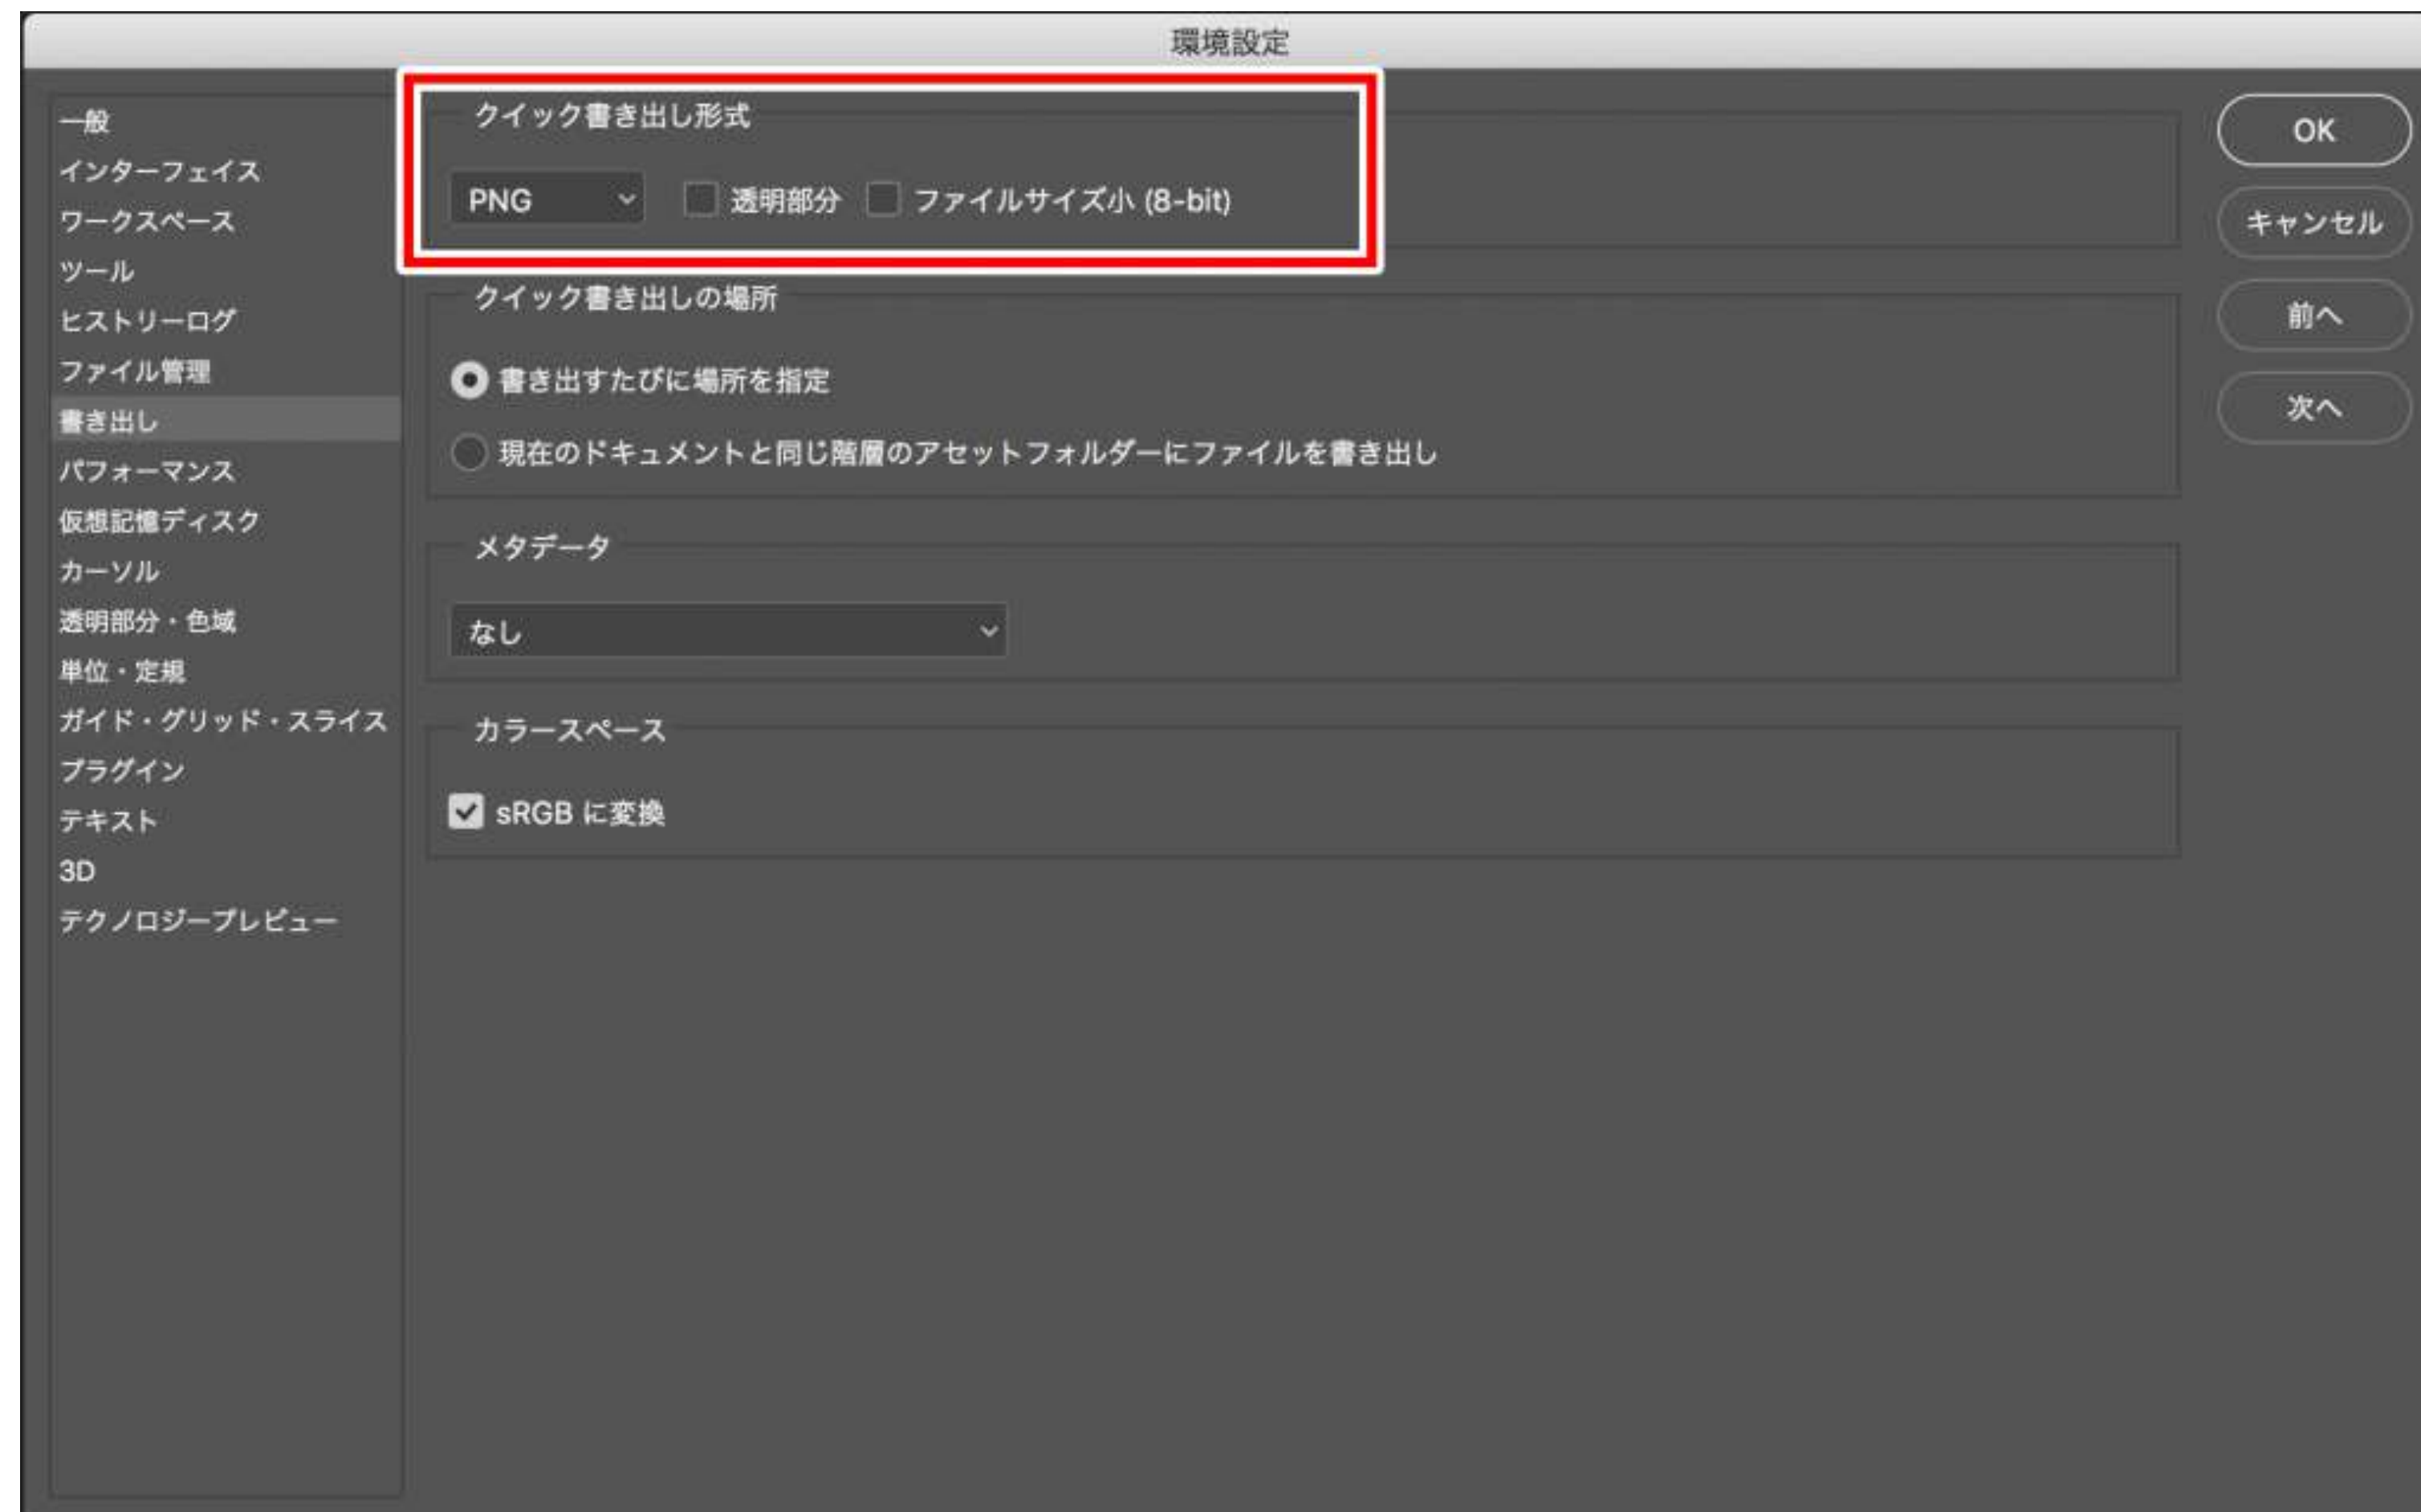 環境設定
一般
インターフェイス
ワークスペース
ツール
ヒストリーログ
ファイル管理
書き出し
パフォーマンス
仮想記憶ディスク
カーソル
透明部分・色域
単位・定規
ガイド・グリッド・スライス
プラグイン
テキスト
3D
テクノロジープレビュー
クイック書き出し形式
PNG 透明部分 ファイルサイズ小 (8-bit)
クイック書き出しの場所
書き出すたびに場所を指定
現在のドキュメントと同じ階層のアセットフォルダーにファイルを書き出し
メタデータ
なし
カラースペース
sRGB に変換
OK
キャンセル
前へ
次へ